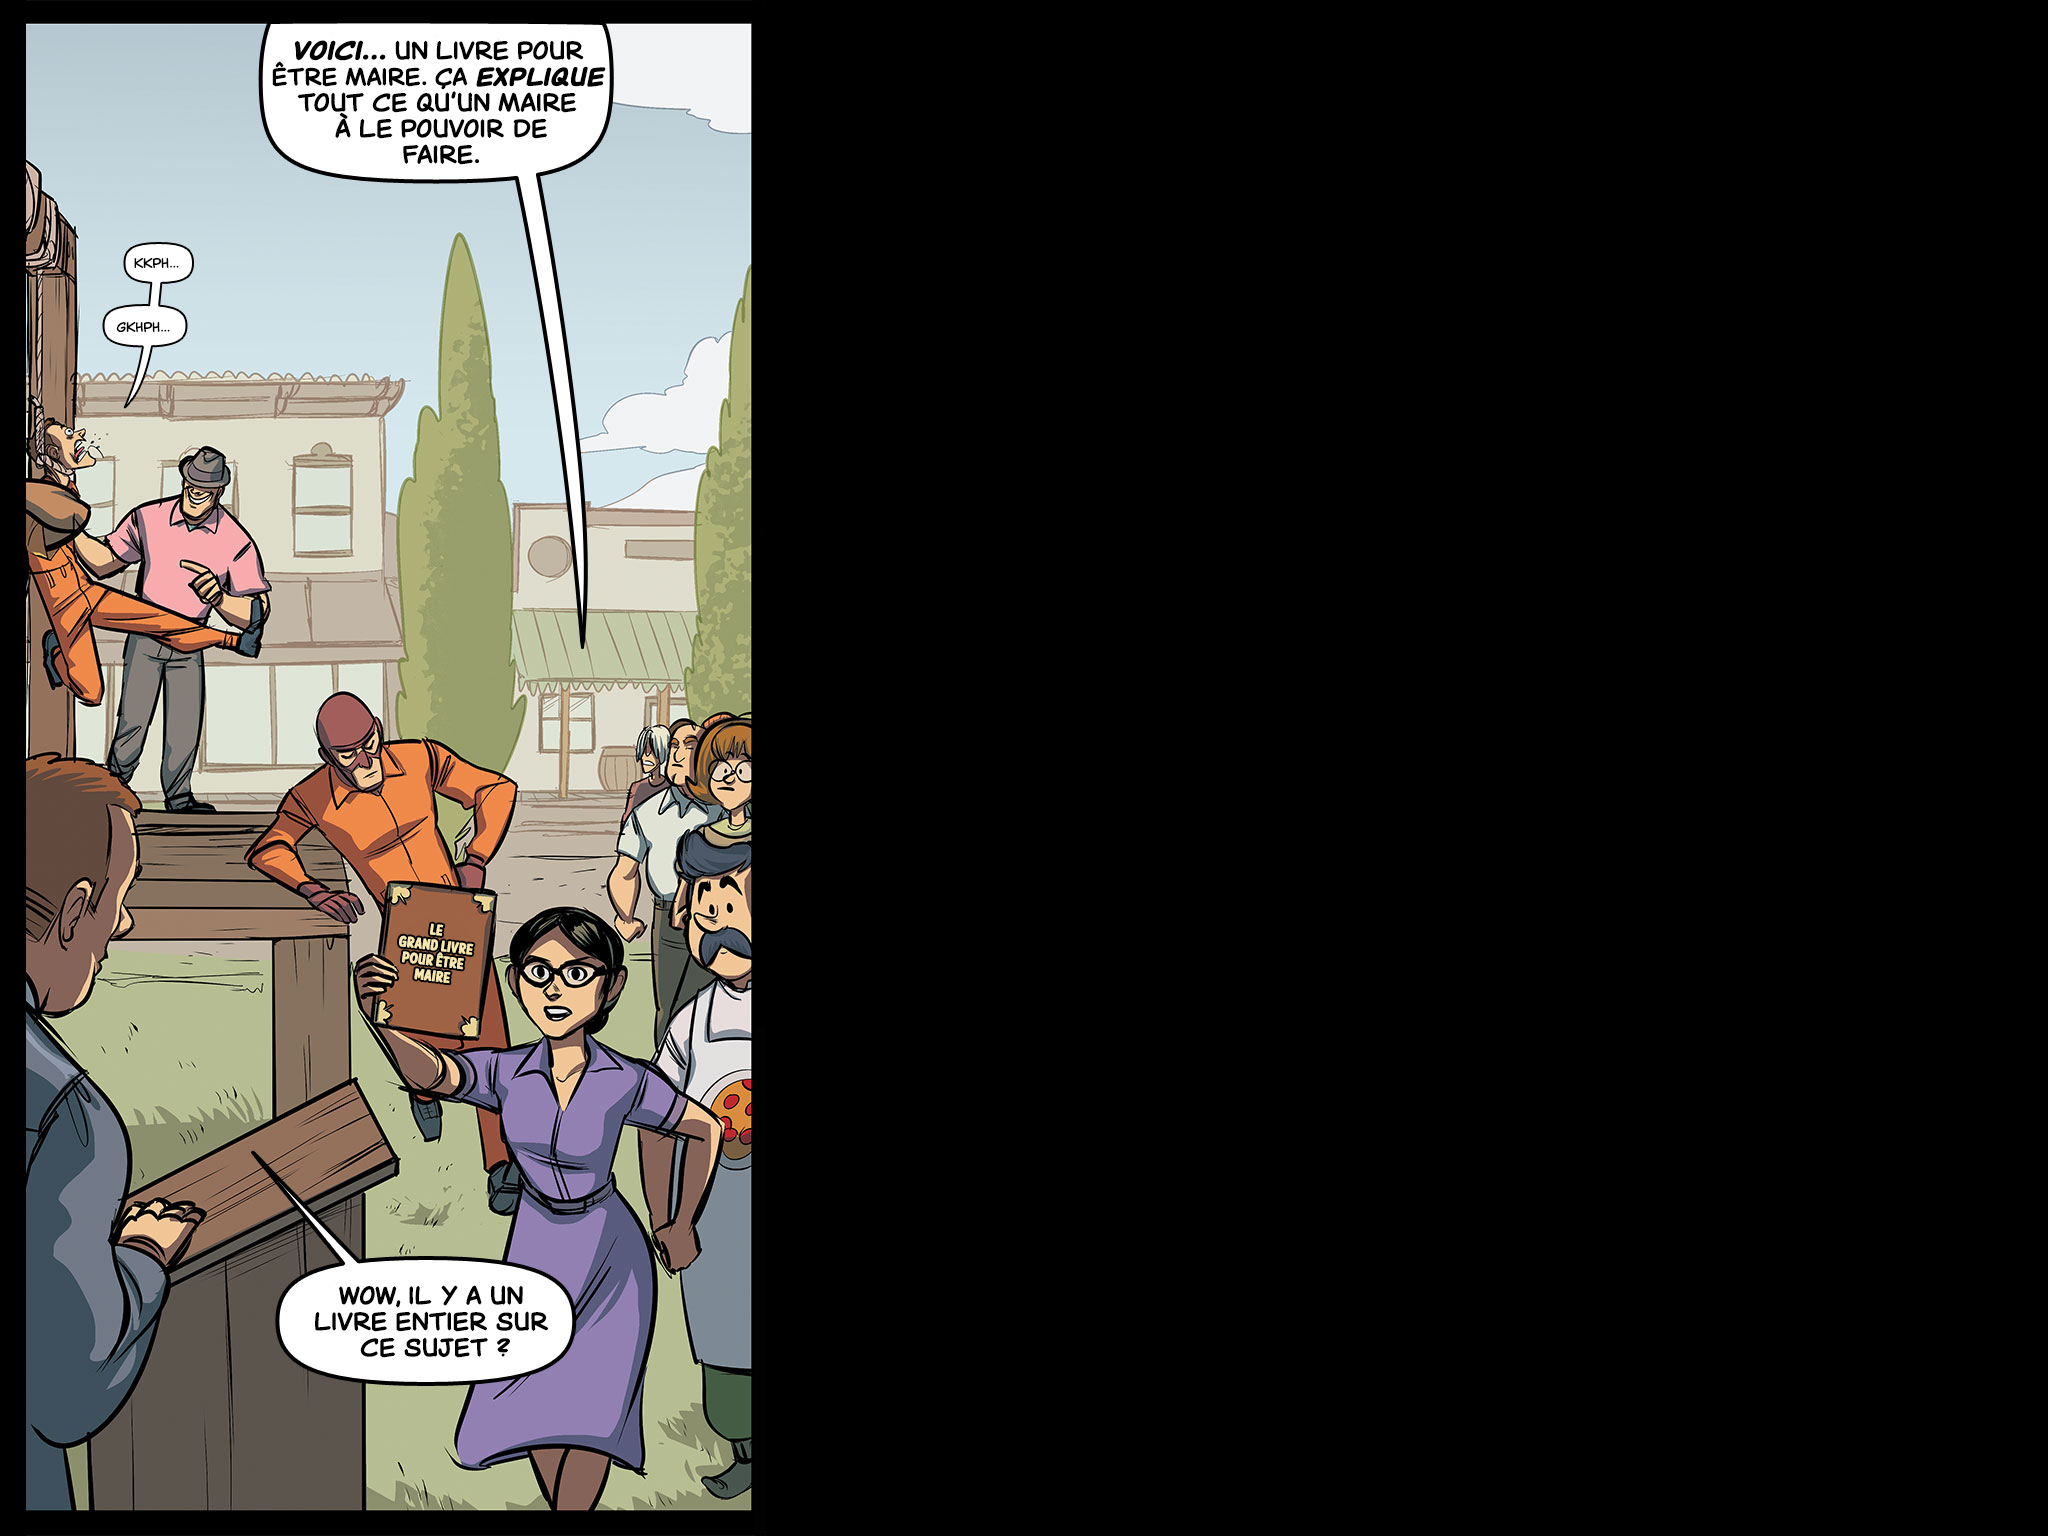 VOICI... UN LIVRE POUR
ÊTRE MAIRE. ÇA EXPLIQUE
TOUT CE QU'UN MAIRE
À LE POUVOIR DE
FAIRE.
KKPH...
GKHPH...
LE
GRAND LIVRE
POUR ÊTRE
MAIRE
WOW, IL Y A UN
LIVRE ENTIER SUR
CE SUJET ?